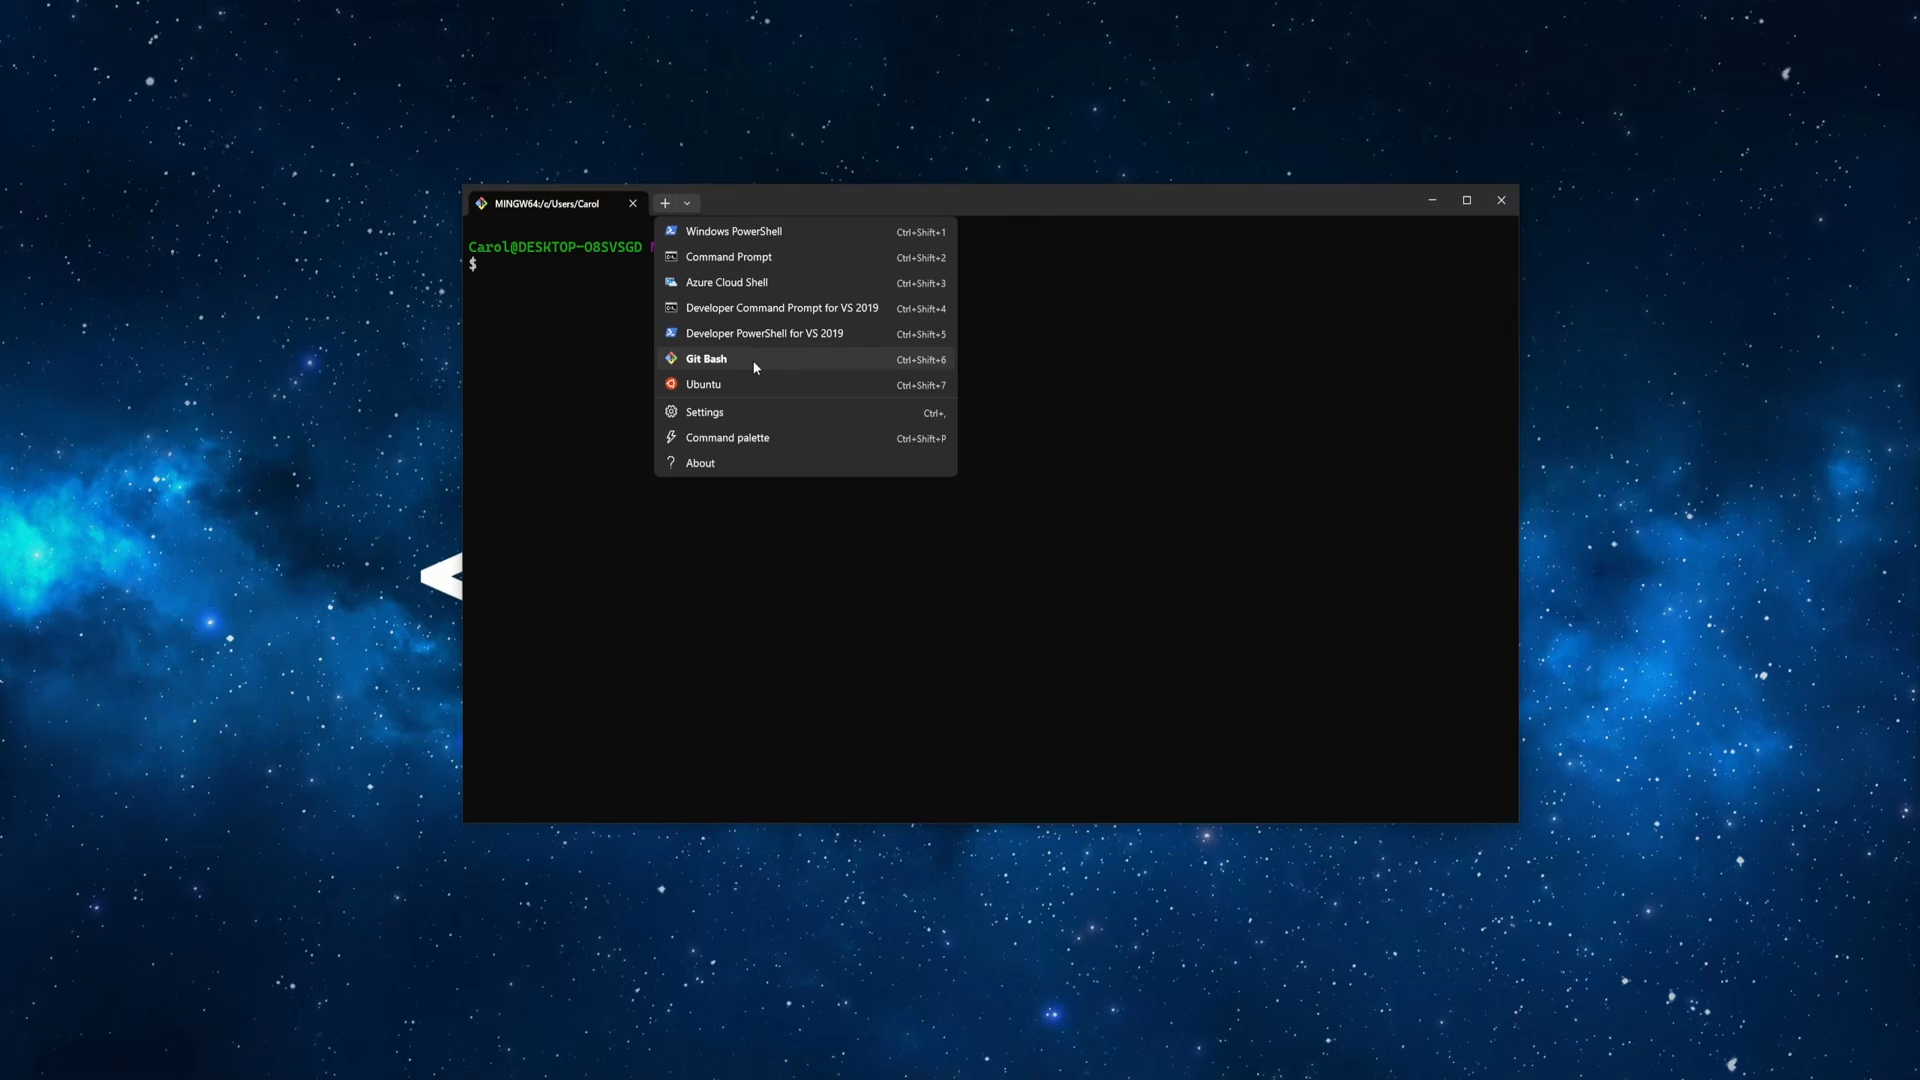 MINGW64:/c/Users/Carol
Carol@DESKTOP-O8SVSGD
$
Windows PowerShell Ctrl+Shift+1
Command Prompt Ctrl+Shift+2
Azure Cloud Shell Ctrl+Shift+3
Developer Command Prompt for VS 2019 Ctrl+Shift+4
Developer PowerShell for VS 2019 Ctrl+Shift+5
Git Bash Ctrl+Shift+6
Ubuntu Ctrl+Shift+7
Settings Ctrl+,
Command palette Ctrl+Shift+P
About